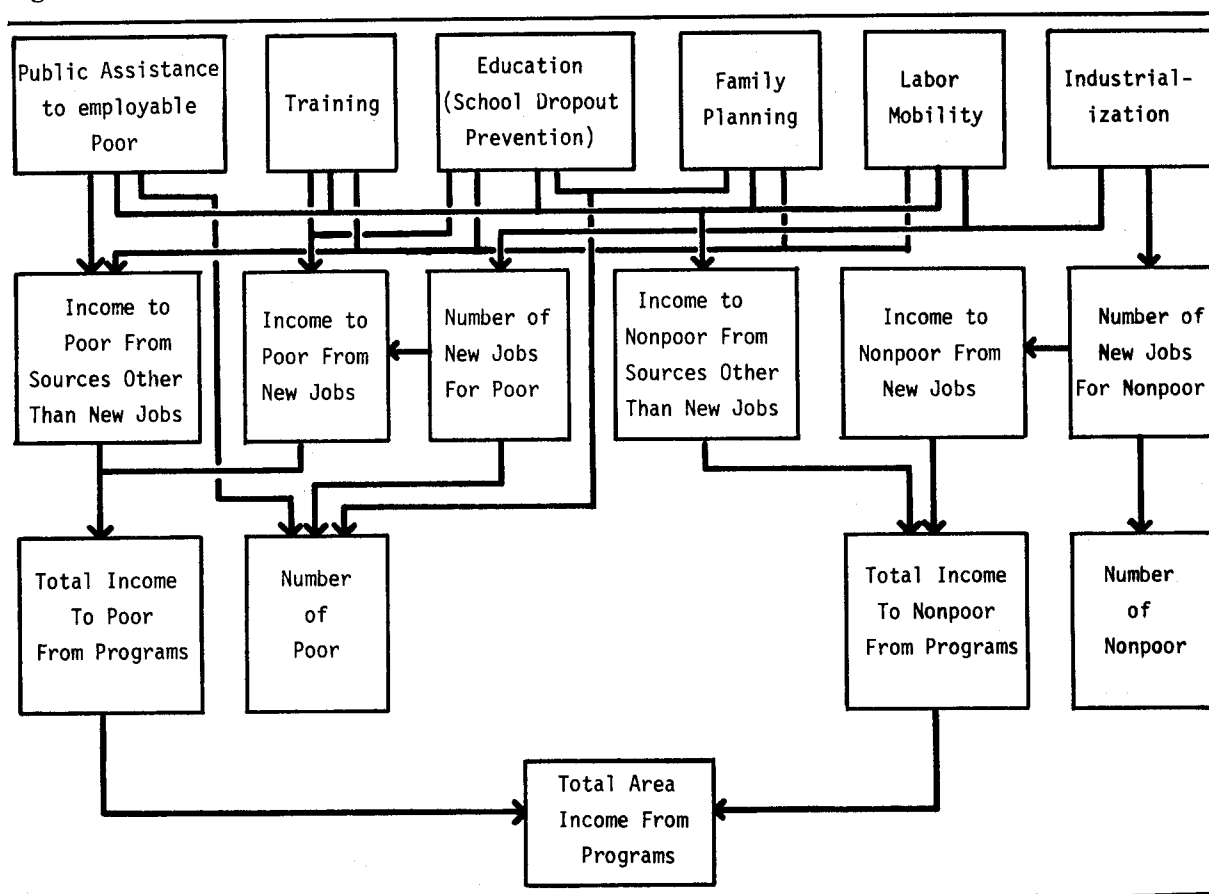 Public Assistance
to employable
Poor
Training
Education
(School Dropout
Prevention)
Family
Planning
Labor
Mobility
Industrial-
ization
Income to
Poor From
Sources Other
Than New Jobs
Income to
Poor From
New Jobs
Number of
New Jobs
For Poor
Income to
Nonpoor From
Sources Other
Than New Jobs
Income to
Nonpoor From
New Jobs
Number of
New Jobs
For Nonpoor
Total Income
To Poor
From Programs
Number
of
Poor
Total Income
To Nonpoor
From Programs
Number
of
Nonpoor
Total Area
Income From
Programs